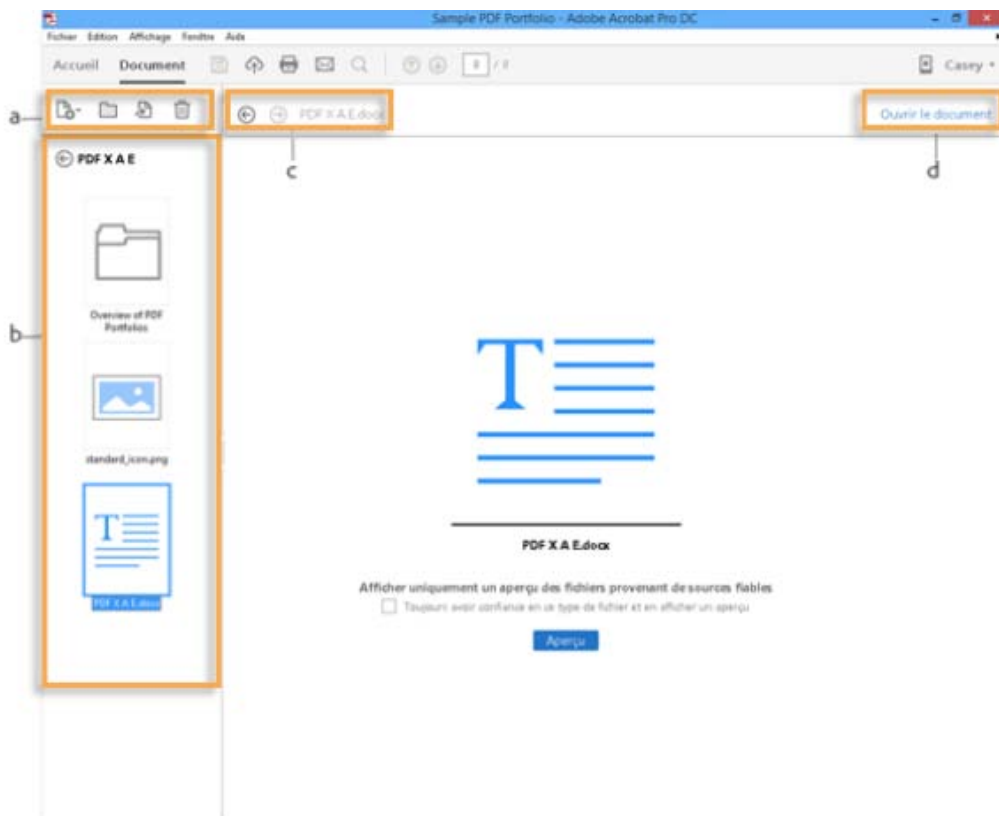 Sample PDF Portfolio - Adobe Acrobat Pro DC
Fichier Edition Affichage Fenêtre Aide
Accueil Document
Casey
a
PDF X A E.docx
Ouvrir le document
c
d
PDF X A E
Overview of PDF
Portfolios
b
standard_icon.png
PDF X A E.docx
PDF X A E.docx
Afficher uniquement un aperçu des fichiers provenant de sources fiables
Toujours avoir confiance en ce type de fichier et en afficher un aperçu
Aperçu